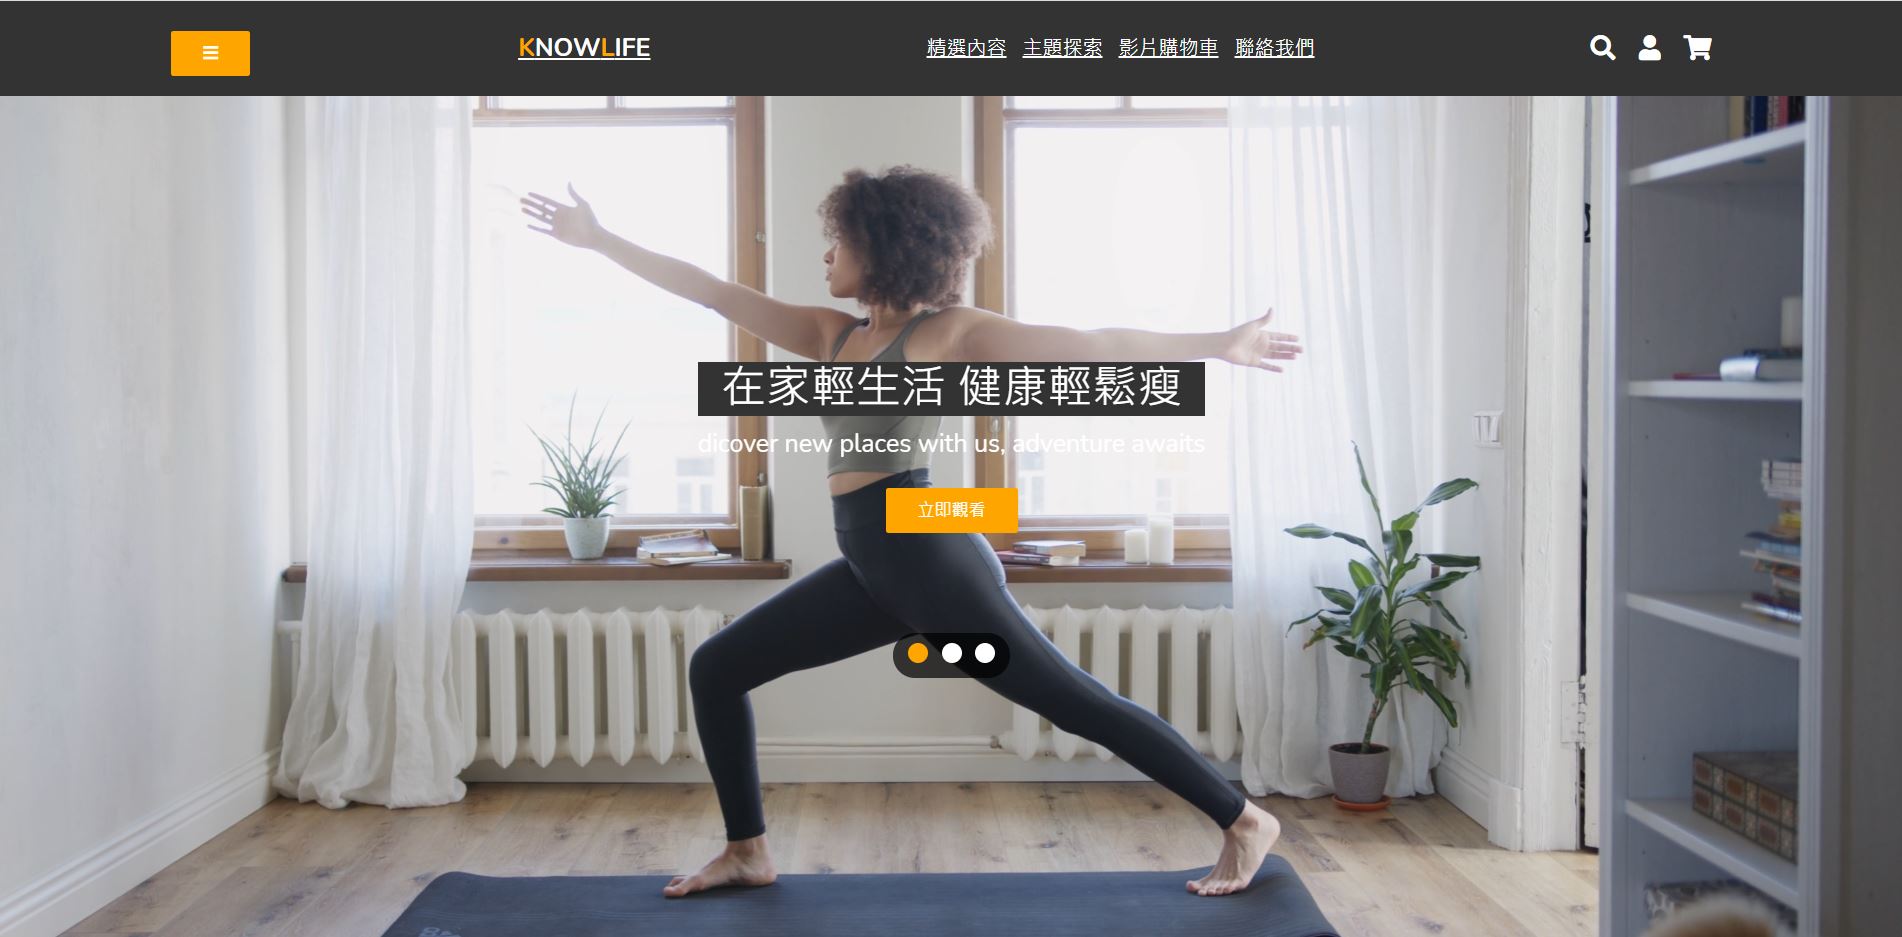 KNOWLIFE
精選內容 主題探索 影片購物車 聯絡我們
在家輕生活 健康輕鬆瘦
dicover new places with us, adventure awaits
立即觀看